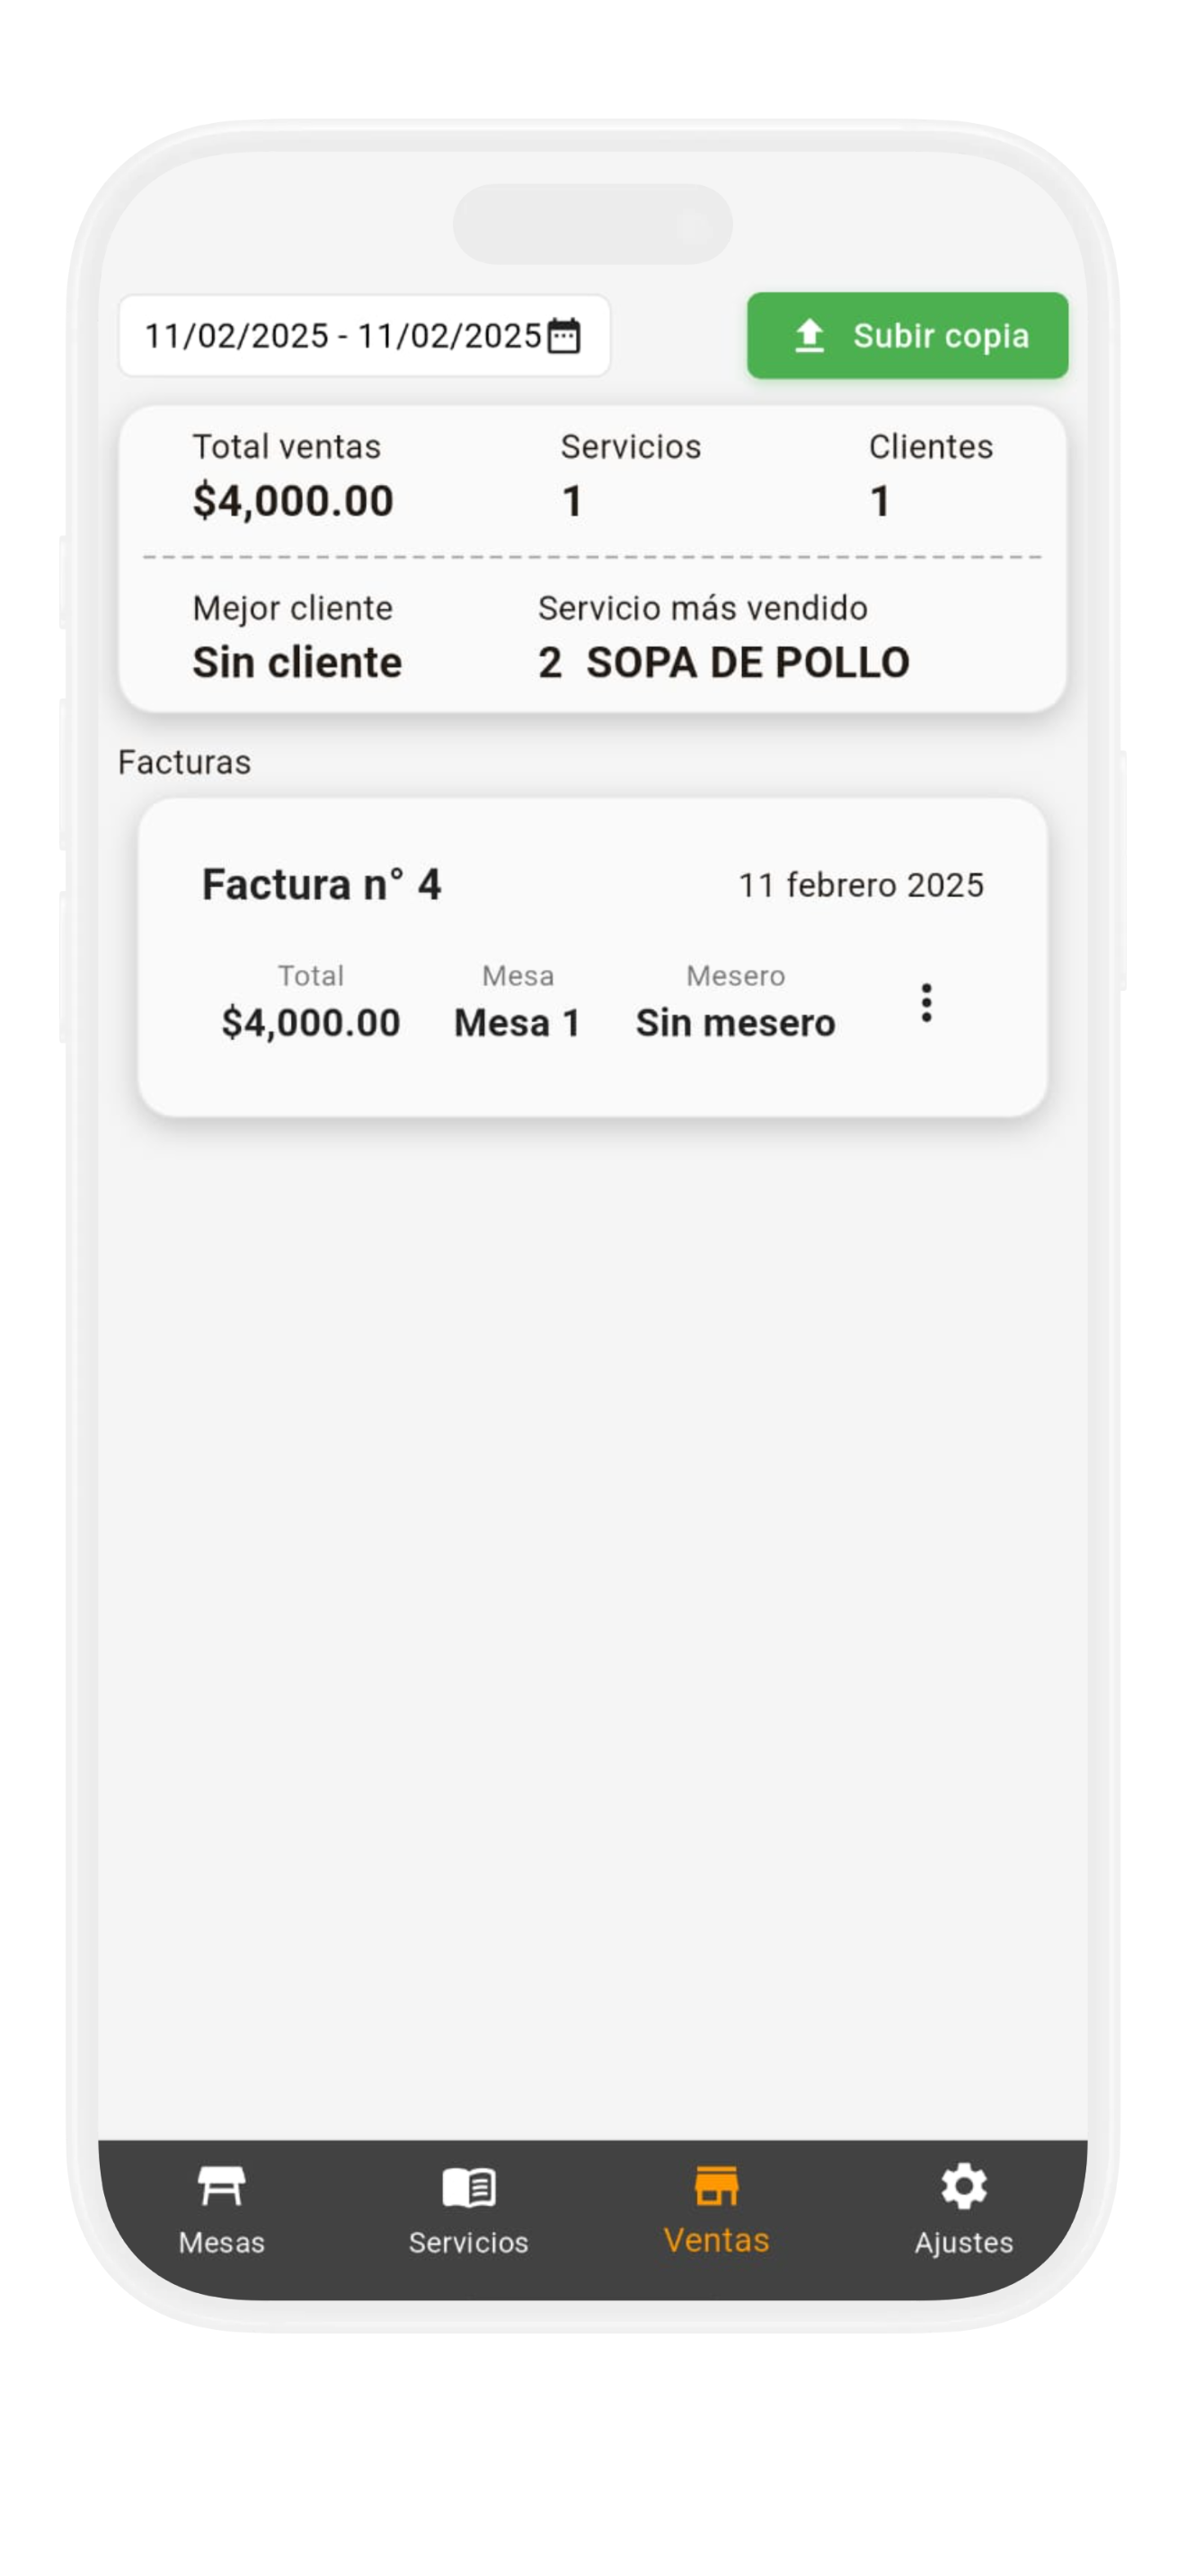 11/02/2025 - 11/02/2025
Subir copia
Total ventas Servicios Clientes
$4,000.00 1 1
Mejor cliente Servicio más vendido
Sin cliente 2 SOPA DE POLLO
Facturas
Factura n° 4 11 febrero 2025
Total Mesa Mesero
$4,000.00 Mesa 1 Sin mesero
Mesas Servicios Ventas Ajustes